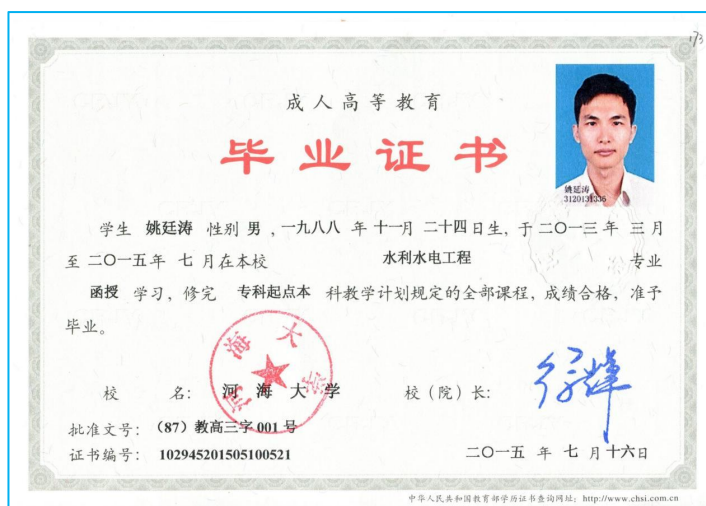 173
成人高等教育
毕业证书
姚廷涛
3120131336
学生 姚廷涛 性别 男 ，一九八八 年 十一月 二十四日生，于二〇一三年 三月
至二〇一五年 七 月在本校 水利水电工程 专业
函授 学习，修完 专科起点本 科教学计划规定的全部课程，成绩合格，准予
毕业。
河海大学
校 名： 河 海 大 学 校（院）长：
批准文号： （87）教高三字 001 号
证书编号： 102945201505100521 二〇一五 年 七 月 十六日
中华人民共和国教育部学历证书查询网址：http://www.chsi.com.cn